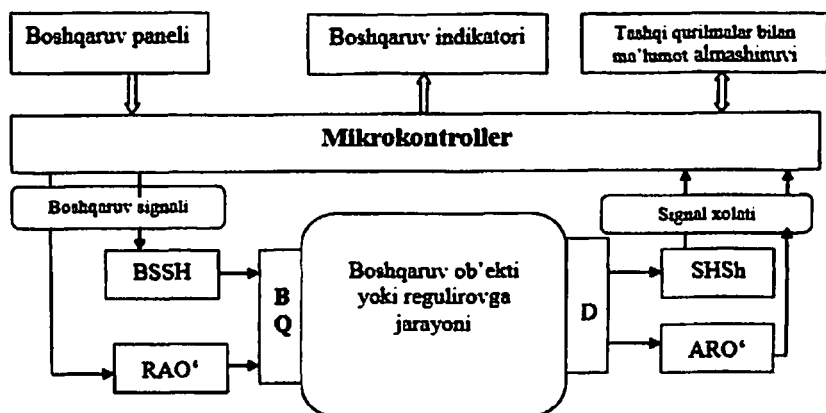 Boshqaruv paneli
Boshqaruv indikatori
Tashqi qurilmalar bilan
ma'lumot almashinuvi
Mikrokontroller
Boshqaruv signali
Signal xolati
BSSH
B
Q
Boshqaruv ob'ekti
yoki regulirovga
jarayoni
D
SHSh
RAO‘
ARO‘